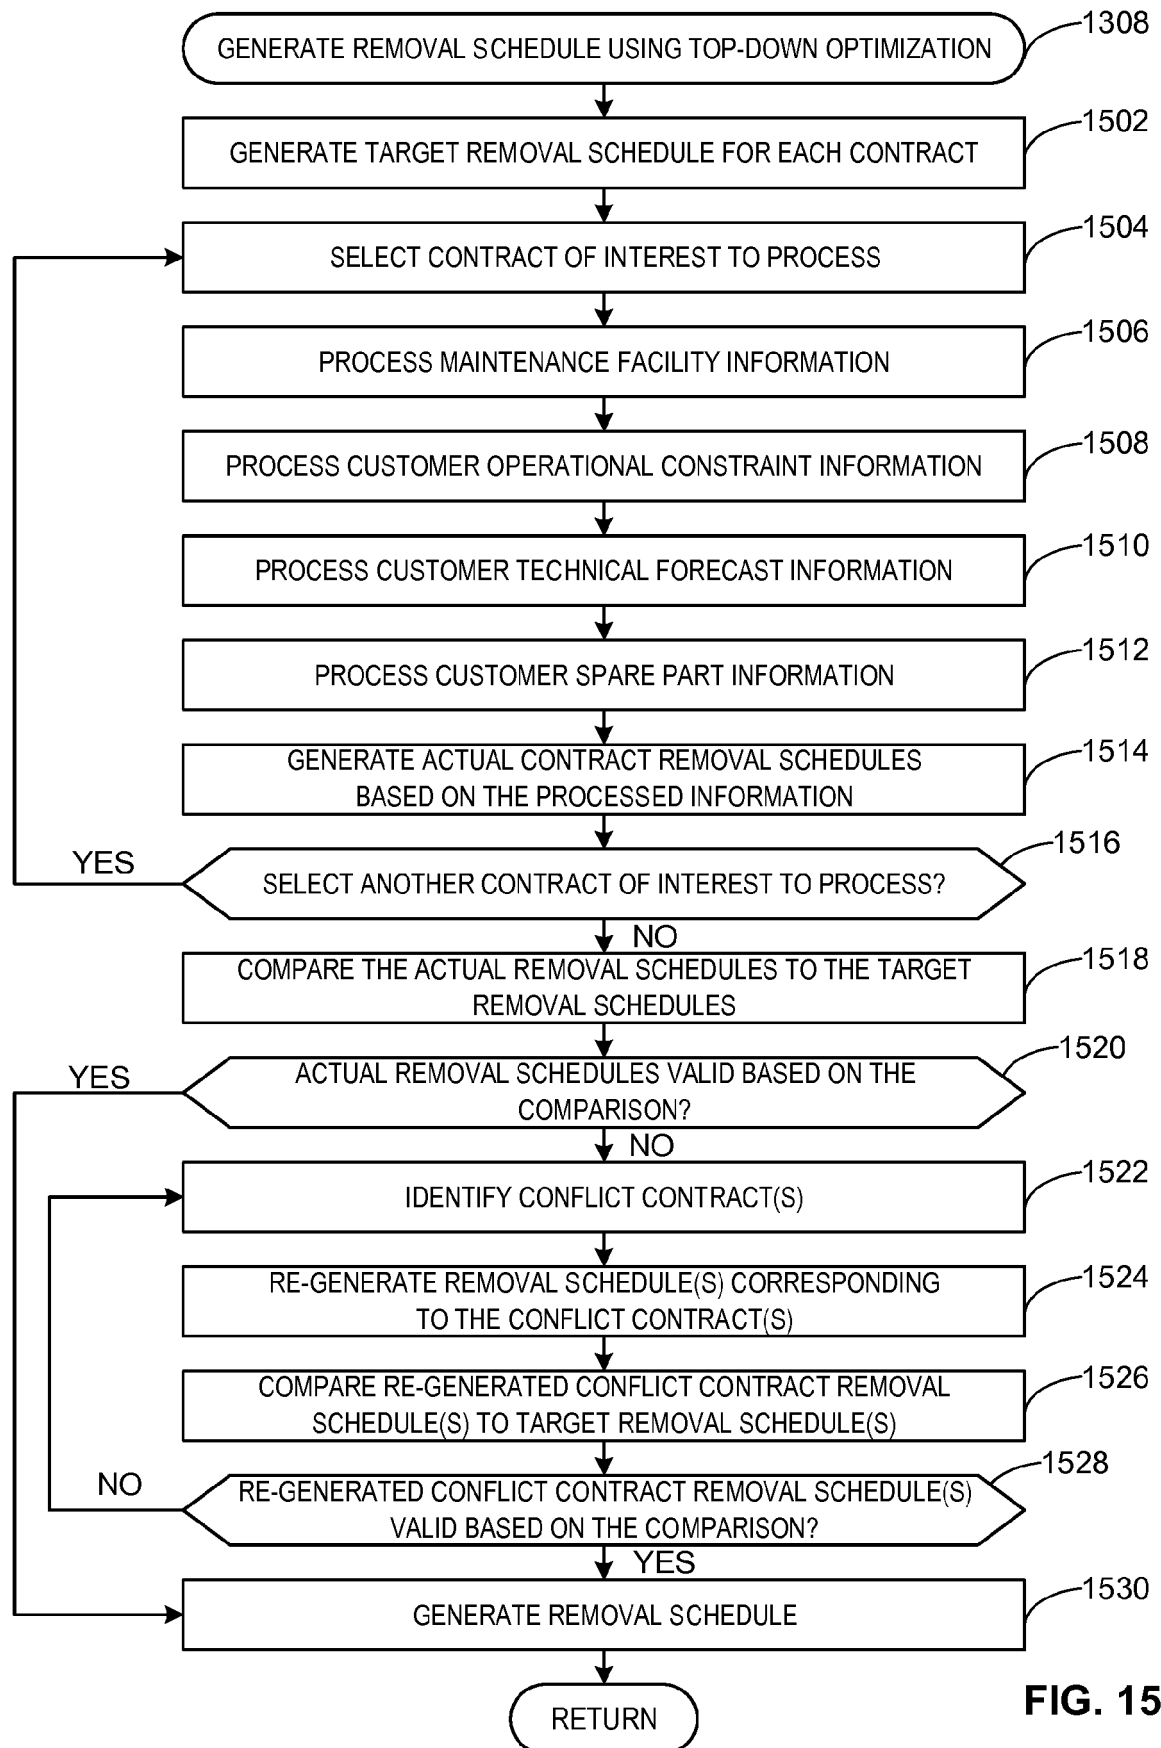 1308
GENERATE REMOVAL SCHEDULE USING TOP-DOWN OPTIMIZATION
1502
GENERATE TARGET REMOVAL SCHEDULE FOR EACH CONTRACT
1504
SELECT CONTRACT OF INTEREST TO PROCESS
1506
PROCESS MAINTENANCE FACILITY INFORMATION
1508
PROCESS CUSTOMER OPERATIONAL CONSTRAINT INFORMATION
1510
PROCESS CUSTOMER TECHNICAL FORECAST INFORMATION
1512
PROCESS CUSTOMER SPARE PART INFORMATION
1514
GENERATE ACTUAL CONTRACT REMOVAL SCHEDULES
BASED ON THE PROCESSED INFORMATION
1516
YES
SELECT ANOTHER CONTRACT OF INTEREST TO PROCESS?
NO
1518
COMPARE THE ACTUAL REMOVAL SCHEDULES TO THE TARGET
REMOVAL SCHEDULES
1520
YES
ACTUAL REMOVAL SCHEDULES VALID BASED ON THE
COMPARISON?
NO
1522
IDENTIFY CONFLICT CONTRACT(S)
1524
RE-GENERATE REMOVAL SCHEDULE(S) CORRESPONDING
TO THE CONFLICT CONTRACT(S)
1526
COMPARE RE-GENERATED CONFLICT CONTRACT REMOVAL
SCHEDULE(S) TO TARGET REMOVAL SCHEDULE(S)
1528
NO
RE-GENERATED CONFLICT CONTRACT REMOVAL SCHEDULE(S)
VALID BASED ON THE COMPARISON?
YES
1530
GENERATE REMOVAL SCHEDULE
RETURN
FIG. 15